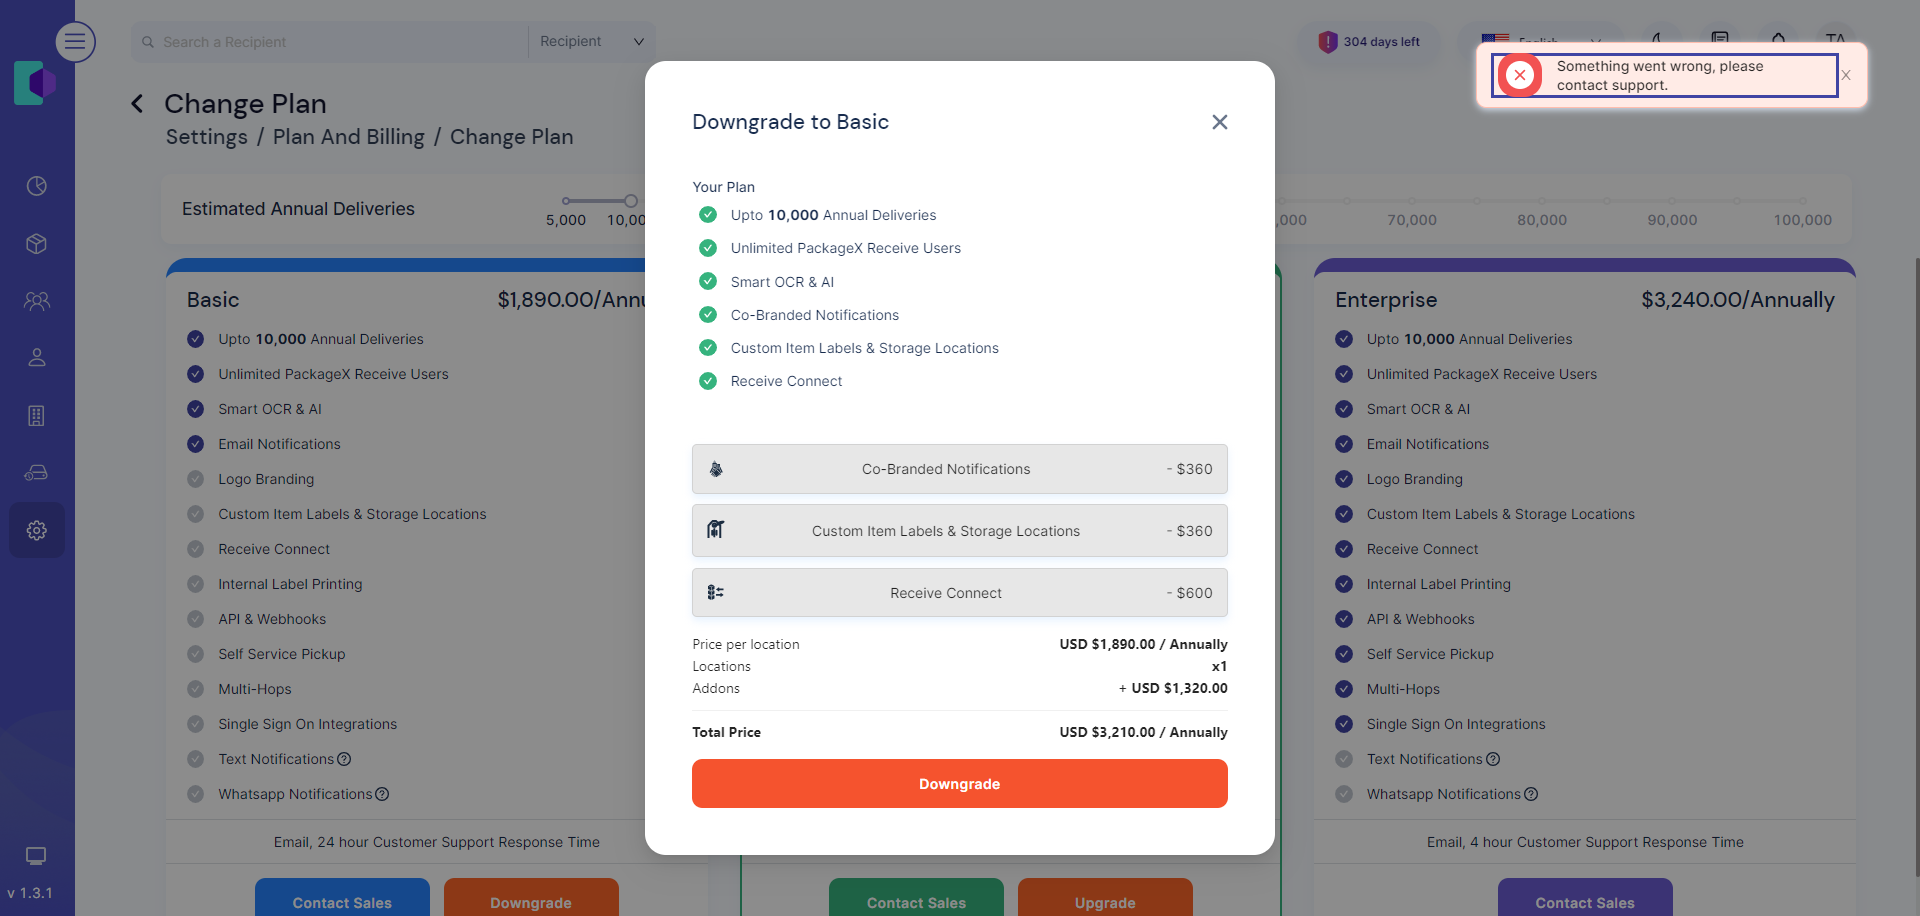 Search a Recipient
Recipient
304 days left
English
TA
Something went wrong, please
contact support.
Change Plan
Settings / Plan And Billing / Change Plan
Estimated Annual Deliveries
5,000
70,000
80,000
90,000
100,000
Basic
Upto 10,000 Annual Deliveries
Unlimited PackageX Receive Users
Smart OCR & AI
Email Notifications
Logo Branding
Custom Item Labels & Storage Locations
Receive Connect
Internal Label Printing
API & Webhooks
Self Service Pickup
Multi-Hops
Single Sign On Integrations
Text Notifications
Whatsapp Notifications
Email, 24 hour Customer Support Response Time
Contact Sales
Downgrade
Downgrade to Basic
Your Plan
Upto 10,000 Annual Deliveries
Unlimited PackageX Receive Users
Smart OCR & AI
Co-Branded Notifications
Custom Item Labels & Storage Locations
Receive Connect
Co-Branded Notifications - $360
Custom Item Labels & Storage Locations - $360
Receive Connect - $600
Price per location USD $1,890.00 / Annually
Locations x1
Addons + USD $1,320.00
Total Price USD $3,210.00 / Annually
Downgrade
Contact Sales
Upgrade
Enterprise $3,240.00/Annually
Upto 10,000 Annual Deliveries
Unlimited PackageX Receive Users
Smart OCR & AI
Email Notifications
Logo Branding
Custom Item Labels & Storage Locations
Receive Connect
Internal Label Printing
API & Webhooks
Self Service Pickup
Multi-Hops
Single Sign On Integrations
Text Notifications
Whatsapp Notifications
Email, 4 hour Customer Support Response Time
Contact Sales
v 1.3.1